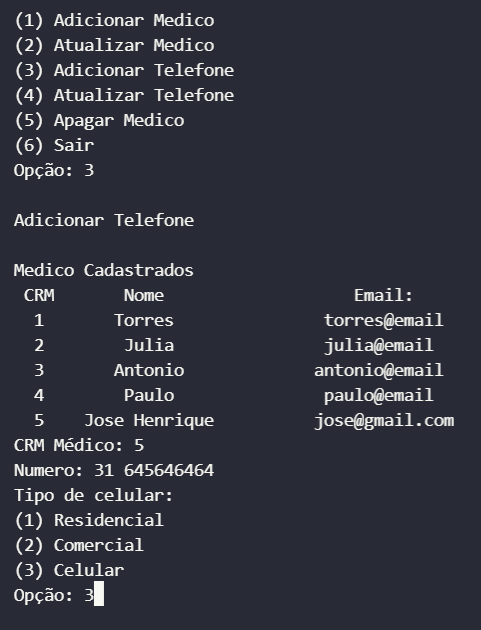 (1) Adicionar Medico
(2) Atualizar Medico
(3) Adicionar Telefone
(4) Atualizar Telefone
(5) Apagar Medico
(6) Sair
Opção: 3
Adicionar Telefone
Medico Cadastrados
CRM Nome Email:
1 Torres torres@email
2 Julia julia@email
3 Antonio antonio@email
4 Paulo paulo@email
5 Jose Henrique jose@gmail.com
CRM Médico: 5
Numero: 31 645646464
Tipo de celular:
(1) Residencial
(2) Comercial
(3) Celular
Opção: 3